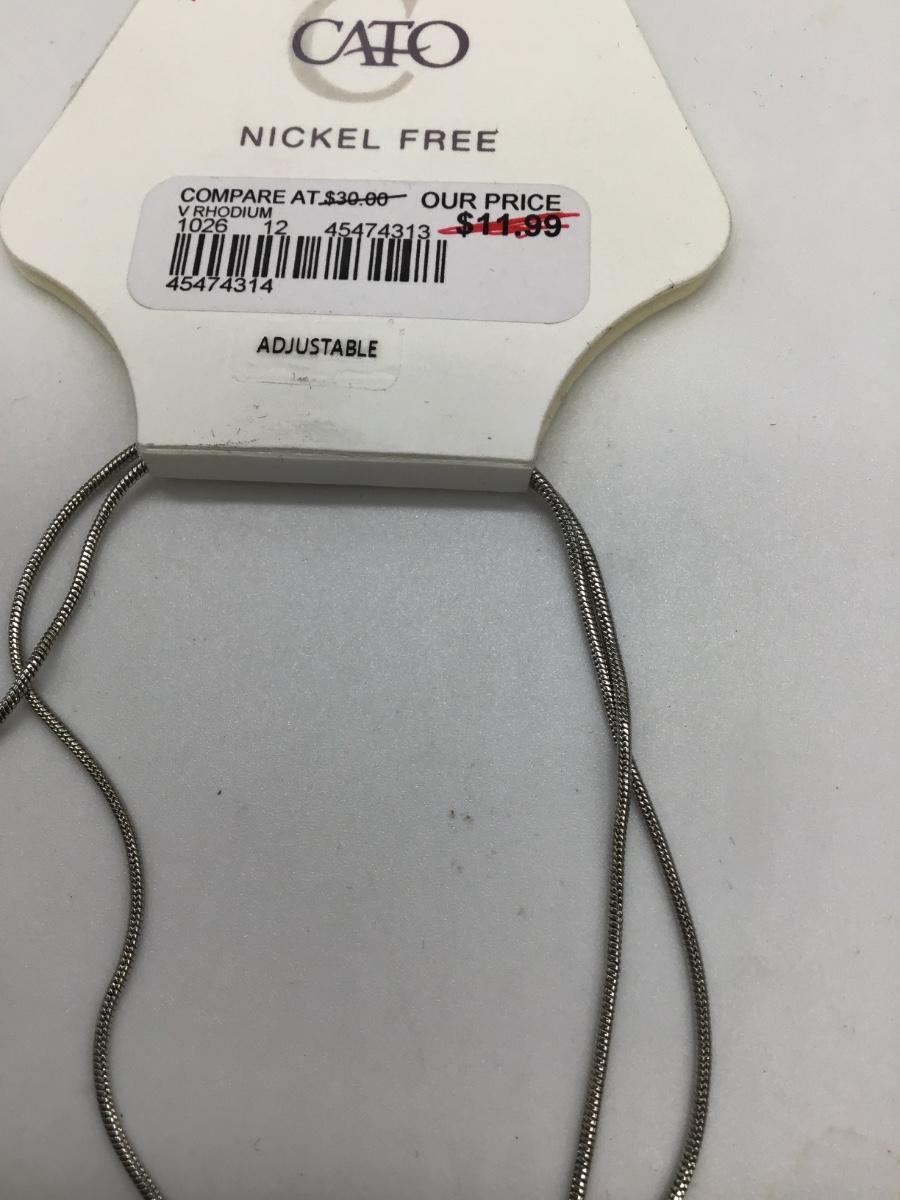 CATO
NICKEL FREE
COMPARE AT $30.00 OUR PRICE
V RHODIUM $11.99
1026 12 45474313
45474314
ADJUSTABLE